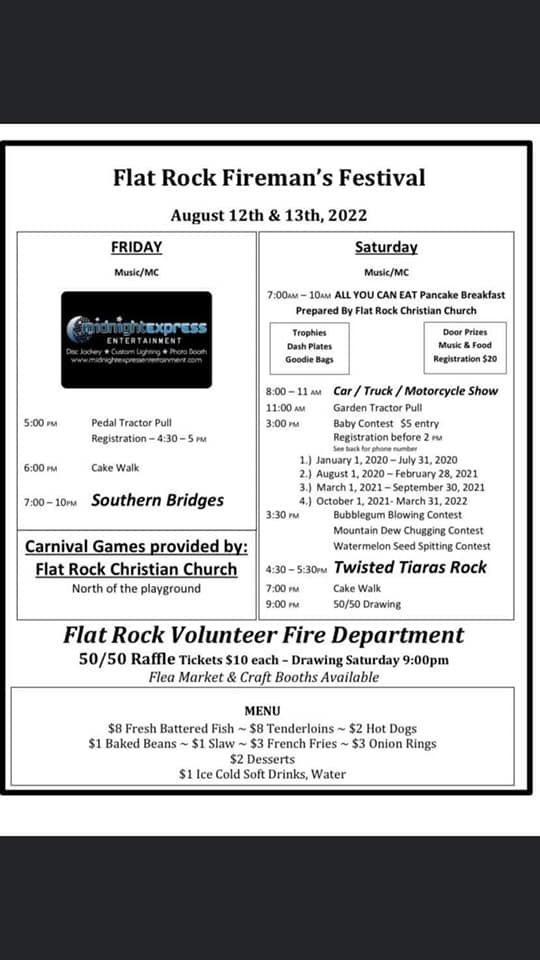 Flat Rock Fireman's Festival
August 12th & 13th, 2022
FRIDAY
Music/MC
midnightexpress
ENTERTAINMENT
Disc Jockey ★ Custom Lighting ★ Photo Booth
www.midnightexpressentertainment.com
5:00 PM Pedal Tractor Pull
Registration – 4:30 – 5 PM
6:00 PM Cake Walk
7:00 – 10PM Southern Bridges
Carnival Games provided by:
Flat Rock Christian Church
North of the playground
Saturday
Music/MC
7:00AM – 10AM ALL YOU CAN EAT Pancake Breakfast
Prepared By Flat Rock Christian Church
Trophies
Dash Plates
Goodie Bags
Door Prizes
Music & Food
Registration $20
8:00 – 11 AM Car / Truck / Motorcycle Show
11:00 AM Garden Tractor Pull
3:00 PM Baby Contest $5 entry
Registration before 2 PM
See back for phone number
1.) January 1, 2020 – July 31, 2020
2.) August 1, 2020 – February 28, 2021
3.) March 1, 2021 – September 30, 2021
4.) October 1, 2021- March 31, 2022
3:30 PM Bubblegum Blowing Contest
Mountain Dew Chugging Contest
Watermelon Seed Spitting Contest
4:30 – 5:30PM Twisted Tiaras Rock
7:00 PM Cake Walk
9:00 PM 50/50 Drawing
Flat Rock Volunteer Fire Department
50/50 Raffle Tickets $10 each – Drawing Saturday 9:00pm
Flea Market & Craft Booths Available
MENU
$8 Fresh Battered Fish ~ $8 Tenderloins ~ $2 Hot Dogs
$1 Baked Beans ~ $1 Slaw ~ $3 French Fries ~ $3 Onion Rings
$2 Desserts
$1 Ice Cold Soft Drinks, Water